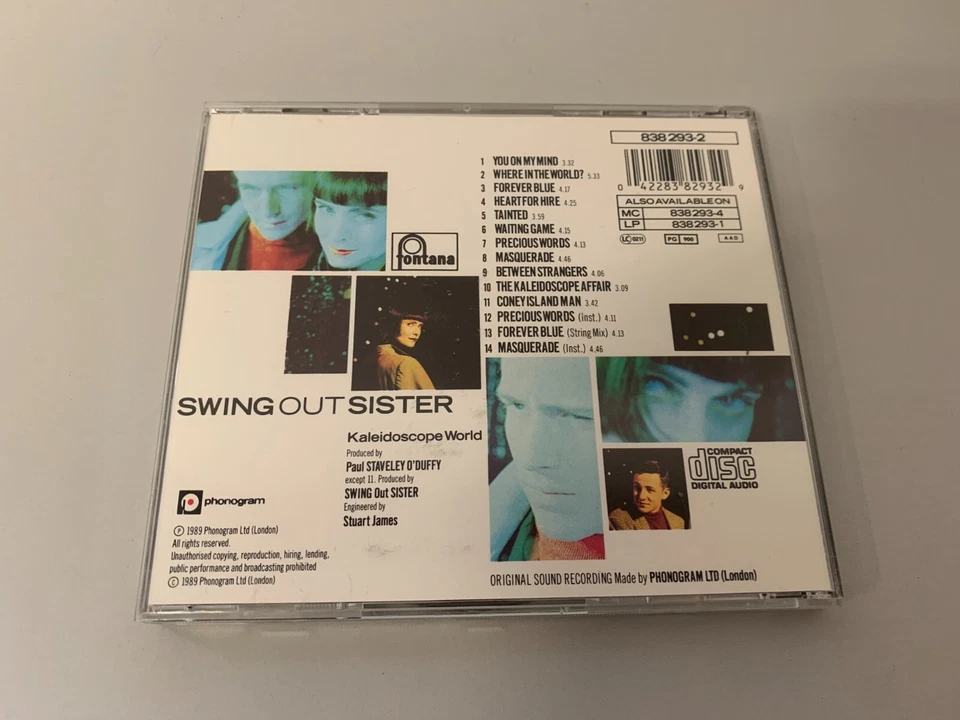 838 293-2
0 42283 82932 9
ALSO AVAILABLE ON
MC 838 293-4
LP 838 293-1
LC 0211 PG 900 AAD
1 YOU ON MY MIND 3.32
2 WHERE IN THE WORLD? 5.33
3 FOREVER BLUE 4.17
4 HEART FOR HIRE 4.25
5 TAINTED 3.59
6 WAITING GAME 4.15
7 PRECIOUS WORDS 4.13
8 MASQUERADE 4.46
9 BETWEEN STRANGERS 4.06
10 THE KALEIDOSCOPE AFFAIR 3.09
11 CONEY ISLAND MAN 3.42
12 PRECIOUS WORDS (inst.) 4.11
13 FOREVER BLUE (String Mix) 4.13
14 MASQUERADE (Inst.) 4.46
fontana
SWING OUT SISTER
Kaleidoscope World
Produced by
Paul STAVELEY O'DUFFY
except 11. Produced by
SWING Out SISTER
Engineered by
Stuart James
phonogram
℗ 1989 Phonogram Ltd (London)
All rights reserved.
Unauthorised copying, reproduction, hiring, lending,
public performance and broadcasting prohibited
© 1989 Phonogram Ltd (London)
COMPACT
disc
DIGITAL AUDIO
ORIGINAL SOUND RECORDING Made by PHONOGRAM LTD (London)